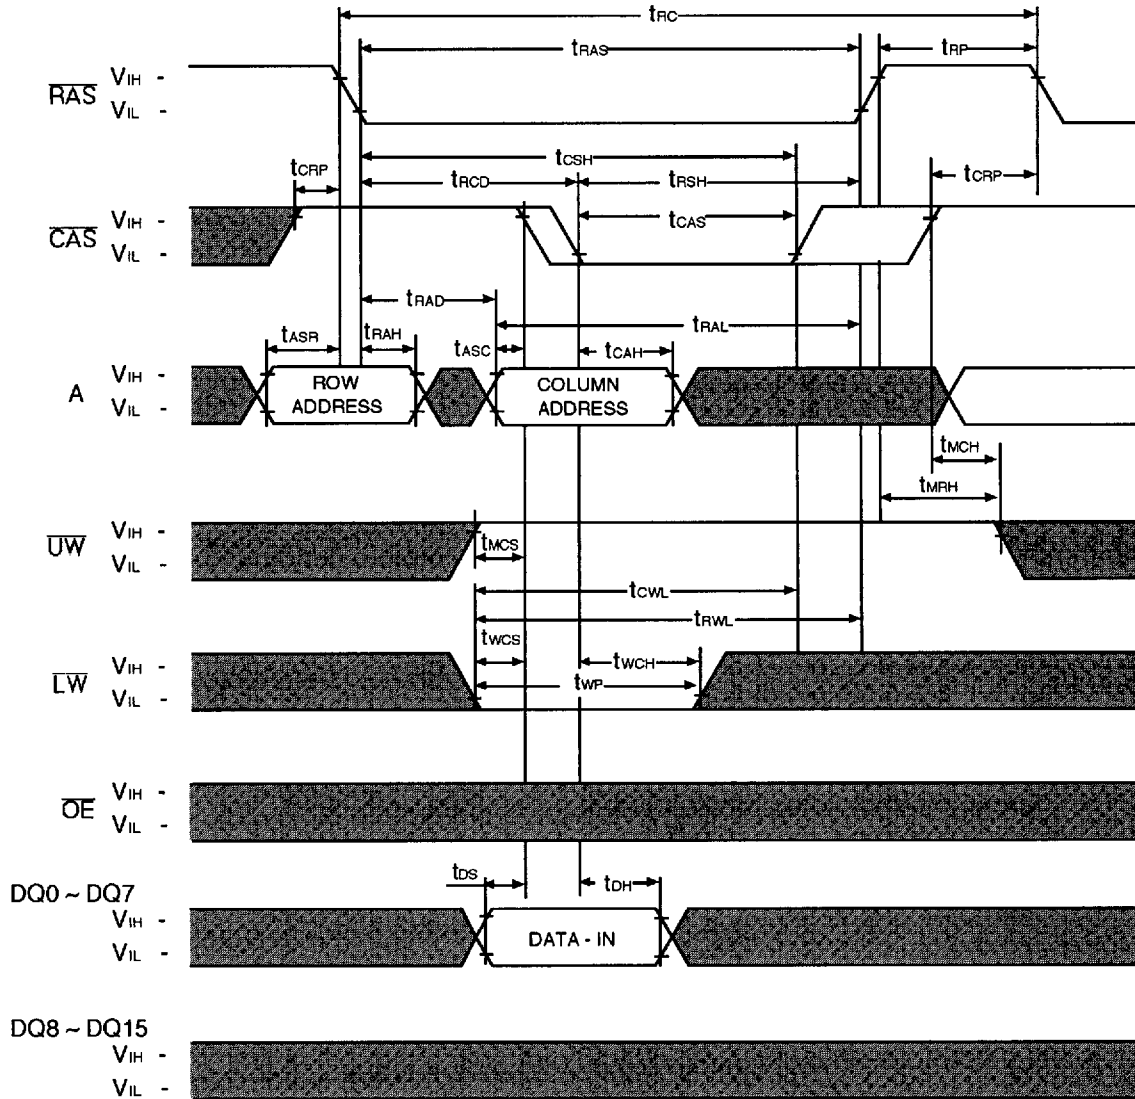 tRC
tRAS tRP
RAS VIH -
VIL -
tCSH
tCRP tRCD tRSH tCRP
CAS VIH - tCAS
VIL -
tRAD tRAL
tASR tRAH tASC tCAH
A VIH - ROW ADDRESS COLUMN ADDRESS
VIL -
tMCH
tMRH
UW VIH -
VIL - tMCS
tCWL
tRWL
tWCS
LW VIH - tWCH
VIL - tWP
OE VIH -
VIL -
tDS tDH
DQ0 ~ DQ7
VIH -
VIL - DATA - IN
DQ8 ~ DQ15
VIH -
VIL -